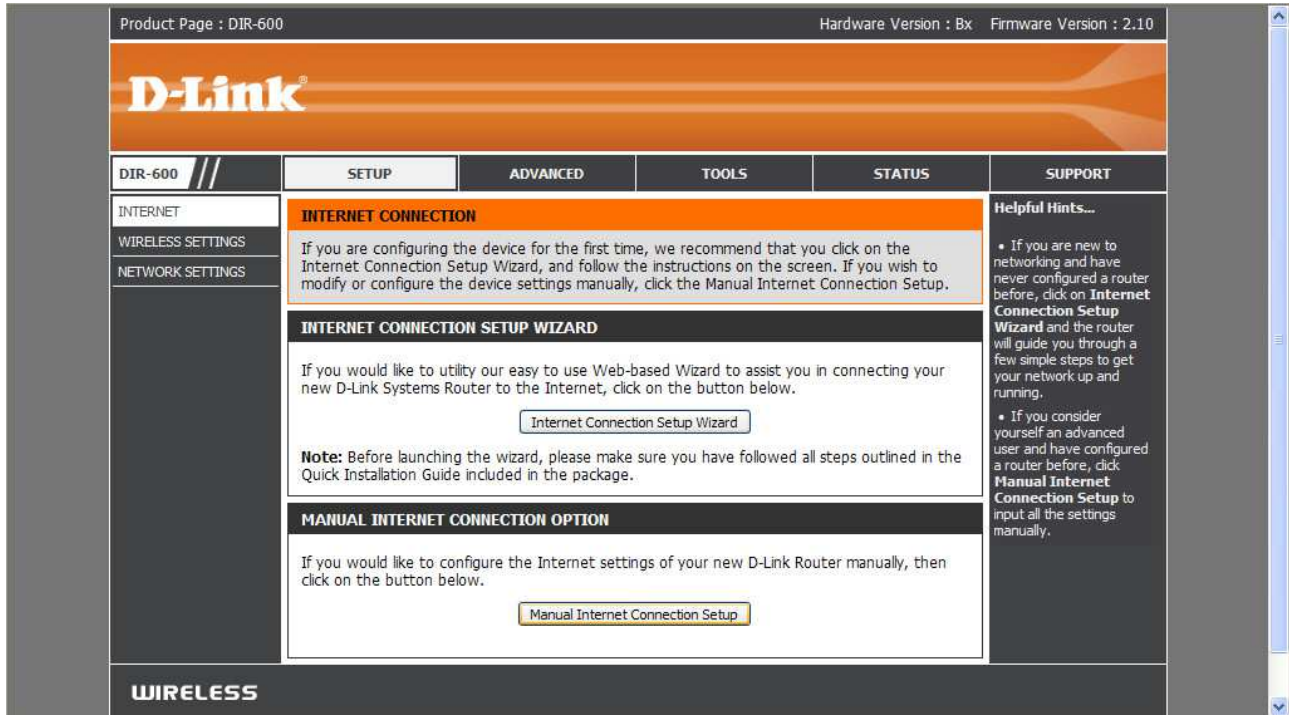 Product Page : DIR-600
Hardware Version : Bx Firmware Version : 2.10
D-Link®
DIR-600
SETUP
ADVANCED
TOOLS
STATUS
SUPPORT
INTERNET
WIRELESS SETTINGS
NETWORK SETTINGS
INTERNET CONNECTION
If you are configuring the device for the first time, we recommend that you click on the
Internet Connection Setup Wizard, and follow the instructions on the screen. If you wish to
modify or configure the device settings manually, click the Manual Internet Connection Setup.
INTERNET CONNECTION SETUP WIZARD
If you would like to utility our easy to use Web-based Wizard to assist you in connecting your
new D-Link Systems Router to the Internet, click on the button below.
Internet Connection Setup Wizard
Note: Before launching the wizard, please make sure you have followed all steps outlined in the
Quick Installation Guide included in the package.
MANUAL INTERNET CONNECTION OPTION
If you would like to configure the Internet settings of your new D-Link Router manually, then
click on the button below.
Manual Internet Connection Setup
Helpful Hints...
• If you are new to
networking and have
never configured a router
before, click on Internet
Connection Setup
Wizard and the router
will guide you through a
few simple steps to get
your network up and
running.
• If you consider
yourself an advanced
user and have configured
a router before, click
Manual Internet
Connection Setup to
input all the settings
manually.
WIRELESS